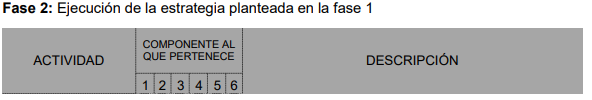 Fase 2: Ejecución de la estrategia planteada en la fase 1
ACTIVIDAD
COMPONENTE AL
QUE PERTENECE
1 2 3 4 5 6
DESCRIPCIÓN